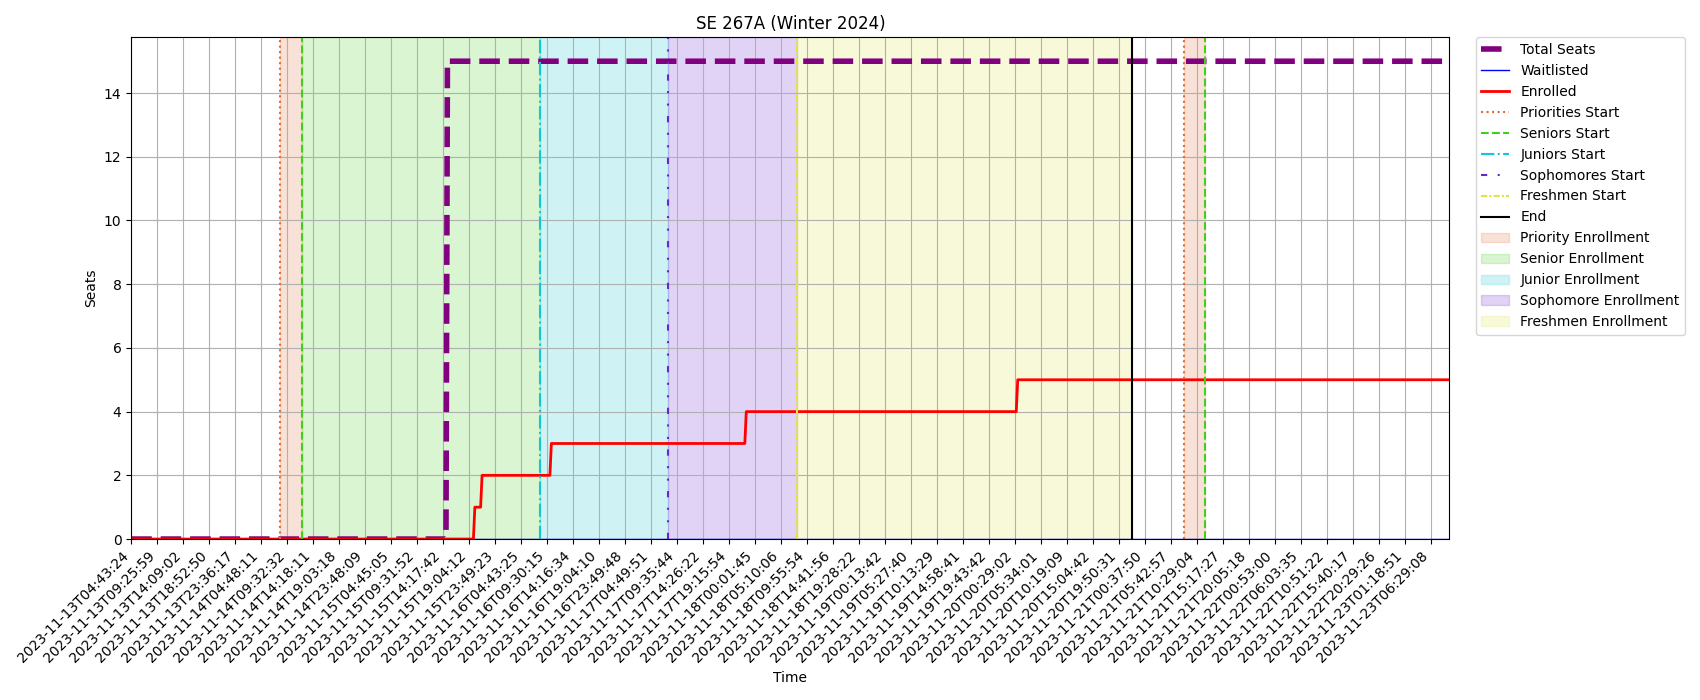 SE 267A (Winter 2024)
Seats
14
12
10
8
6
4
2
0
2023-11-13T04:43:24
2023-11-13T09:25:59
2023-11-13T14:09:02
2023-11-13T18:52:50
2023-11-13T23:36:17
2023-11-14T04:48:11
2023-11-14T09:32:32
2023-11-14T14:18:11
2023-11-14T19:03:18
2023-11-14T23:48:09
2023-11-15T04:45:05
2023-11-15T09:31:52
2023-11-15T14:17:42
2023-11-15T19:04:12
2023-11-15T23:49:23
2023-11-16T04:43:25
2023-11-16T09:30:15
2023-11-16T14:16:34
2023-11-16T19:04:10
2023-11-16T23:49:48
2023-11-17T04:49:51
2023-11-17T09:35:44
2023-11-17T14:26:22
2023-11-17T19:15:54
2023-11-18T00:01:45
2023-11-18T05:10:06
2023-11-18T09:55:54
2023-11-18T14:41:56
2023-11-18T19:28:22
2023-11-19T00:13:42
2023-11-19T05:27:40
2023-11-19T10:13:29
2023-11-19T14:58:41
2023-11-19T19:43:42
2023-11-20T00:29:02
2023-11-20T05:34:01
2023-11-20T10:19:09
2023-11-20T15:04:42
2023-11-20T19:50:31
2023-11-21T00:37:50
2023-11-21T05:42:57
2023-11-21T10:29:04
2023-11-21T15:17:27
2023-11-21T20:05:18
2023-11-22T00:53:00
2023-11-22T06:03:35
2023-11-22T10:51:22
2023-11-22T15:40:17
2023-11-22T20:29:26
2023-11-23T01:18:51
2023-11-23T06:29:08
Time
Total Seats
Waitlisted
Enrolled
Priorities Start
Seniors Start
Juniors Start
Sophomores Start
Freshmen Start
End
Priority Enrollment
Senior Enrollment
Junior Enrollment
Sophomore Enrollment
Freshmen Enrollment